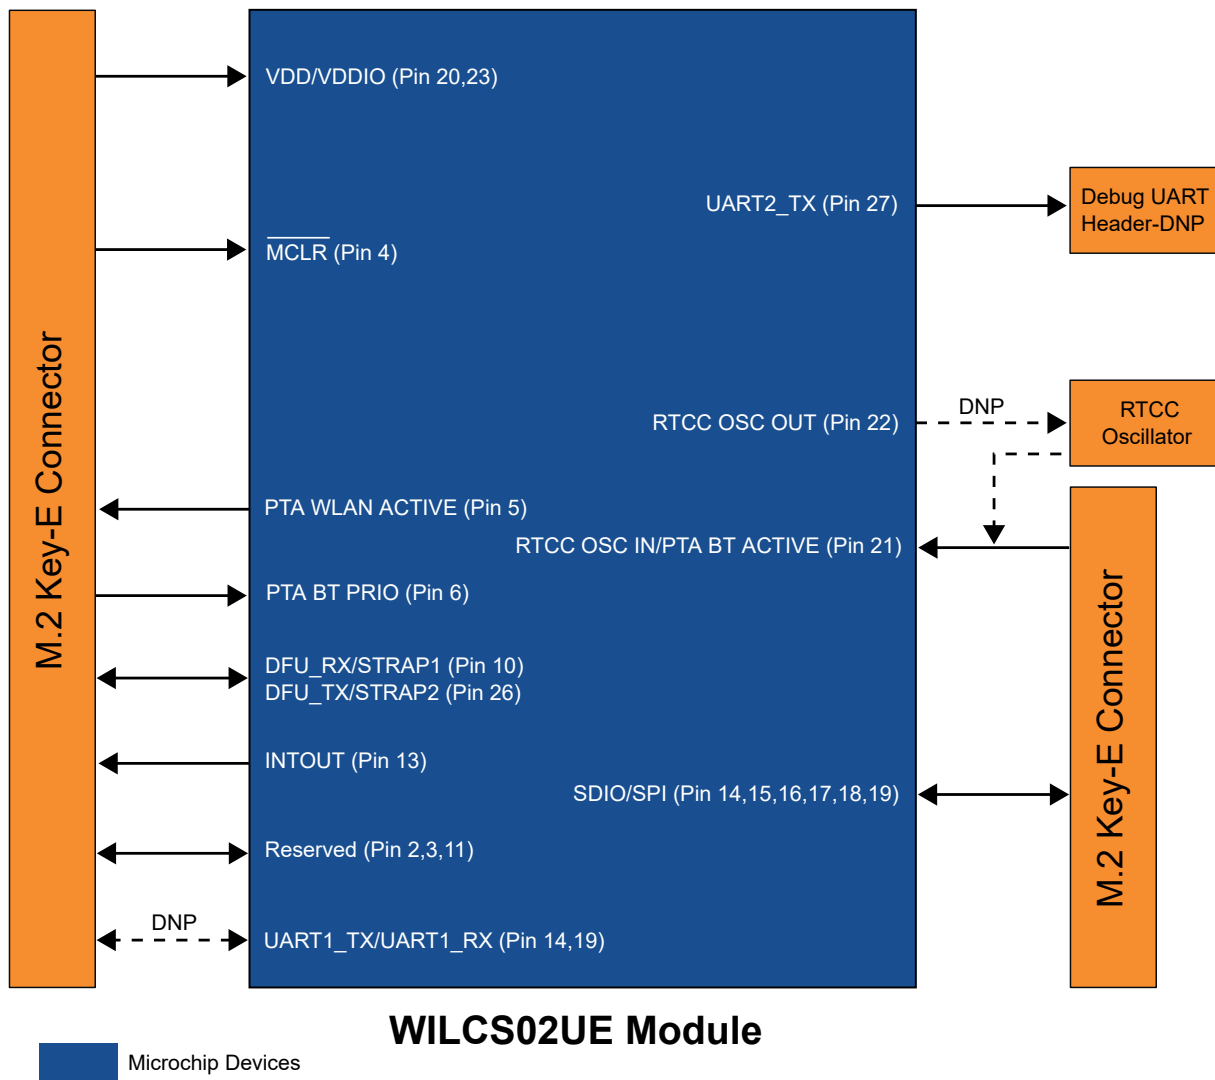 M.2 Key-E Connector
VDD/VDDIO (Pin 20,23)
UART2_TX (Pin 27)
Debug UART
Header-DNP
MCLR (Pin 4)
RTCC OSC OUT (Pin 22)
DNP
RTCC
Oscillator
PTA WLAN ACTIVE (Pin 5)
RTCC OSC IN/PTA BT ACTIVE (Pin 21)
PTA BT PRIO (Pin 6)
DFU_RX/STRAP1 (Pin 10)
DFU_TX/STRAP2 (Pin 26)
INTOUT (Pin 13)
SDIO/SPI (Pin 14,15,16,17,18,19)
M.2 Key-E Connector
Reserved (Pin 2,3,11)
DNP
UART1_TX/UART1_RX (Pin 14,19)
WILCS02UE Module
Microchip Devices